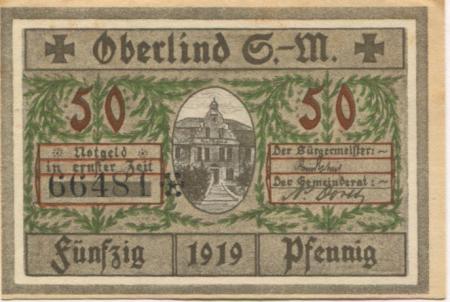 Oberlind S.-M.
50
50
Notgeld
in ernster Zeit
66481
Der Bürgermeister:
Der Gemeinderat:
Fünfzig 1919 Pfennig